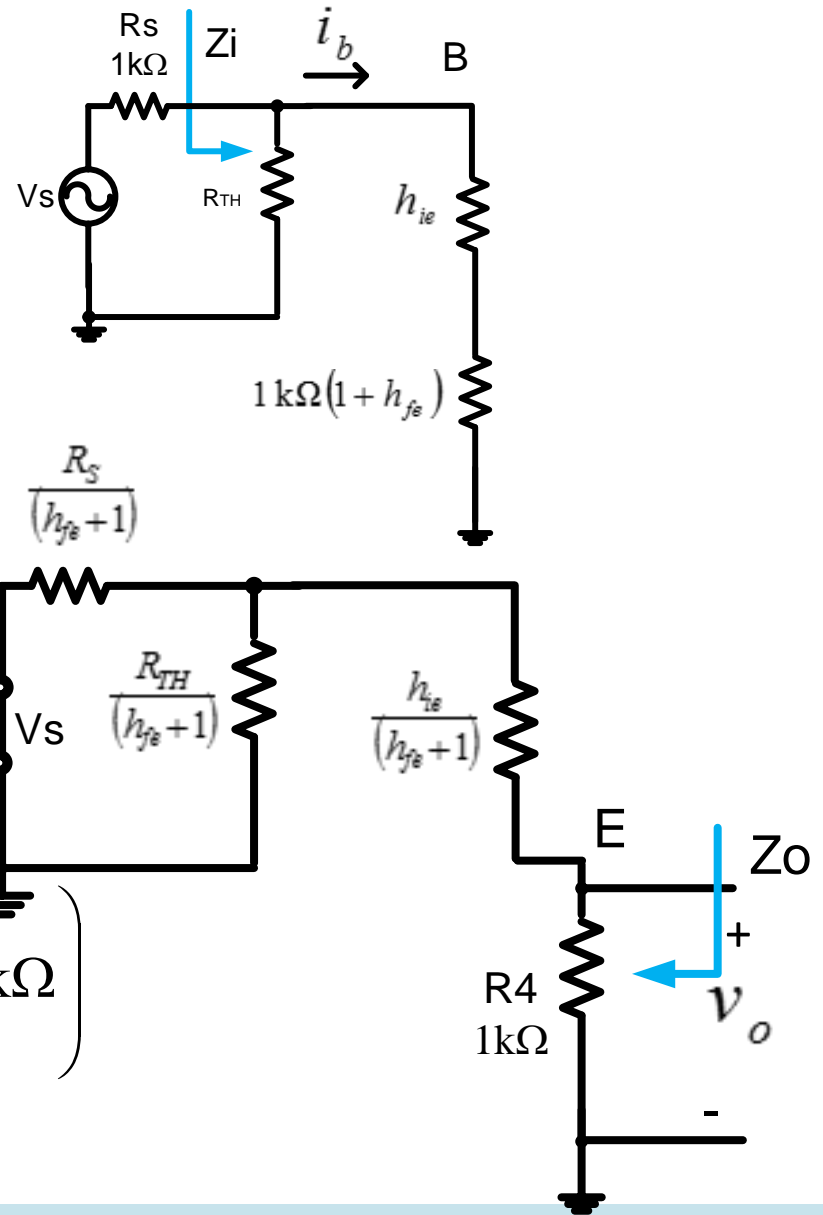 Rs
1kΩ
Zi
i_b
B
Vs
RTH
h_ie
1 kΩ(1 + h_fe)
R_S
(h_fe+1)
R_TH
(h_fe+1)
h_ie
(h_fe+1)
Vs
E
Zo
+
kΩ)
R4
1kΩ
v_o
-